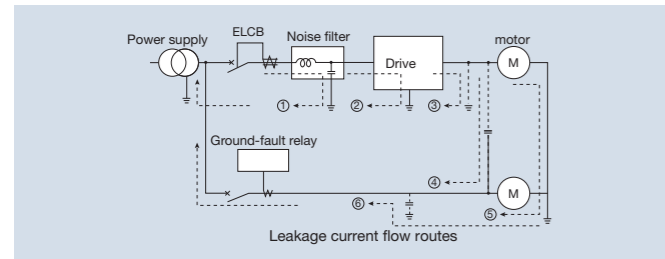 ELCB
Power supply
Noise filter
motor
Drive
M
①
②
③
Ground-fault relay
④
M
⑥
⑤
Leakage current flow routes